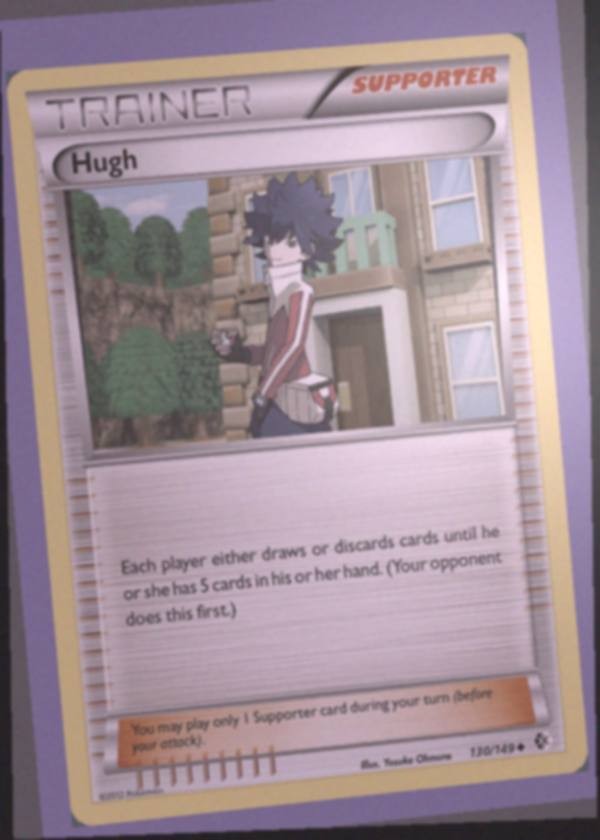 TRAINER
SUPPORTER
Hugh
Each player either draws or discards cards until he
or she has 5 cards in his or her hand. (Your opponent
does this first.)
You may play only 1 Supporter card during your turn (before
your attack).
Illus. Yusuke Ohmura 130/149
©2012 Pokémon